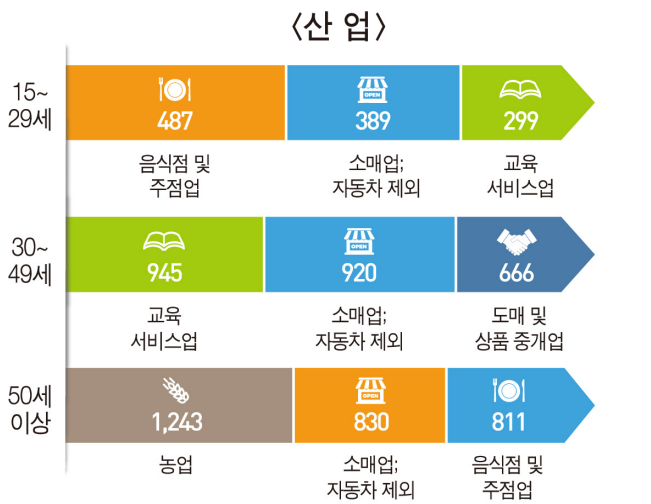 〈산 업〉
15~
29세
487
389
299
OPEN
음식점 및
주점업
소매업;
자동차 제외
교육
서비스업
30~
49세
945
920
666
OPEN
교육
서비스업
소매업;
자동차 제외
도매 및
상품 중개업
50세
이상
1,243
830
811
OPEN
농업
소매업;
자동차 제외
음식점 및
주점업